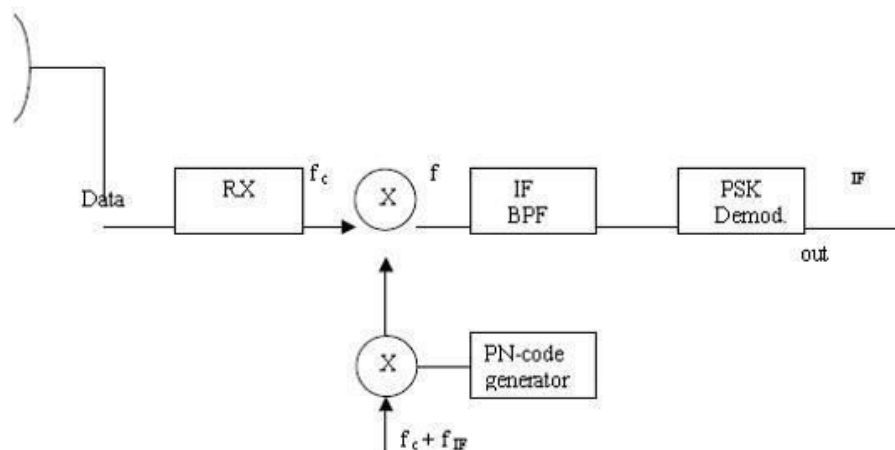 Data
RX
f c
X
f
IF
BPF
PSK
Demod.
IF
out
X
PN-code
generator
f c + f IF